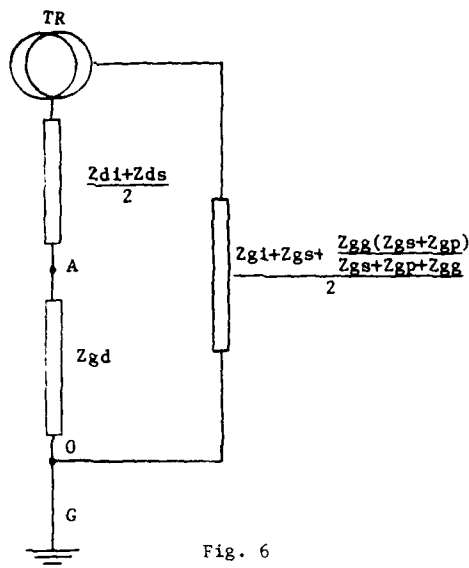 TR
Zdi+Zds
2
A
Zgi+Zgs+ Zgg(Zgs+Zgp)
Zgs+Zgp+Zgg
2
Zgd
O
G
Fig. 6